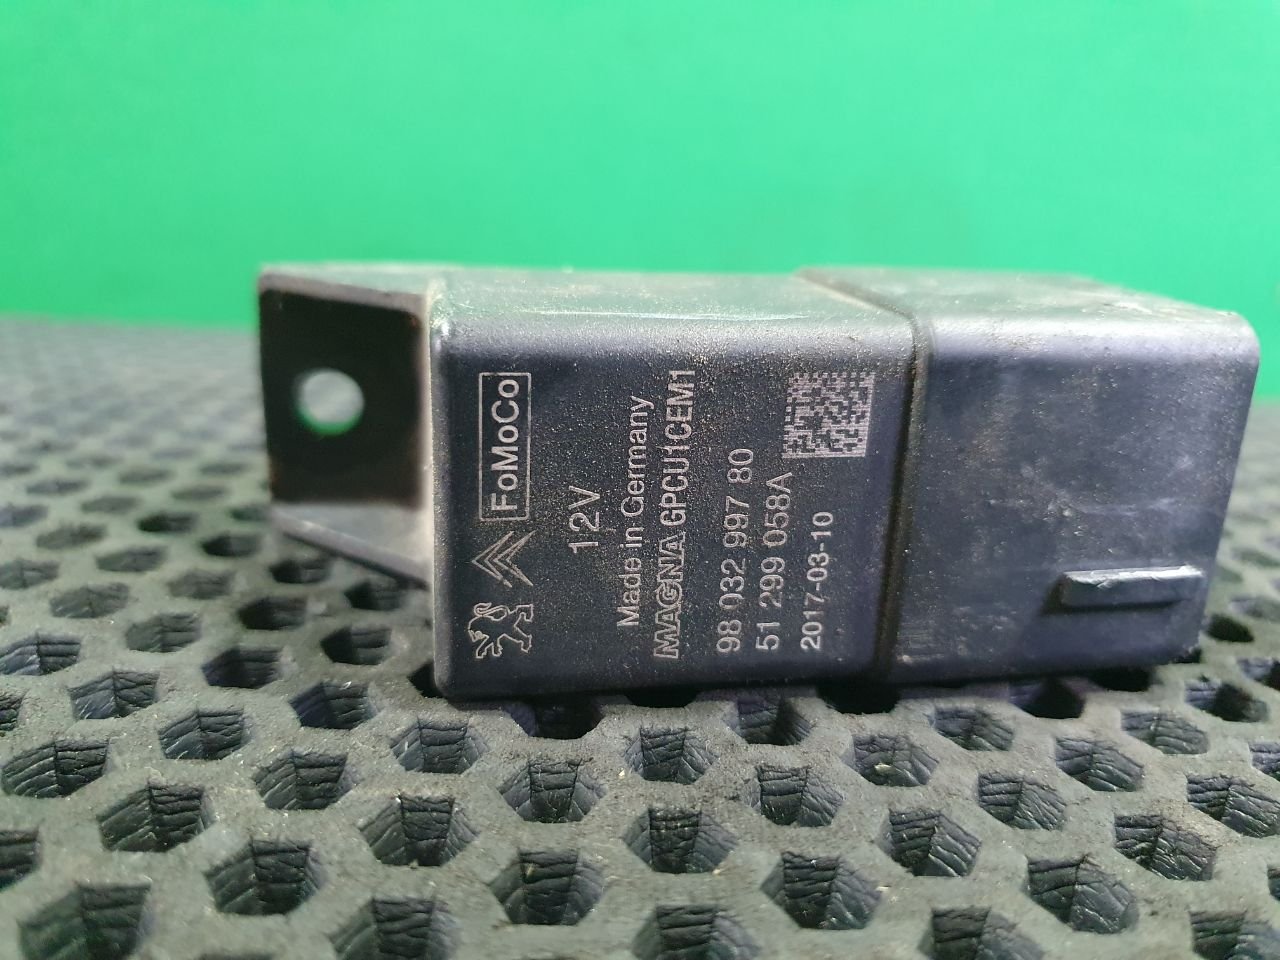 FoMoCo
12V
Made in Germany
MAGNA GPCU1CEM1
98 032 997 80
51 299 058A
2017-03-10